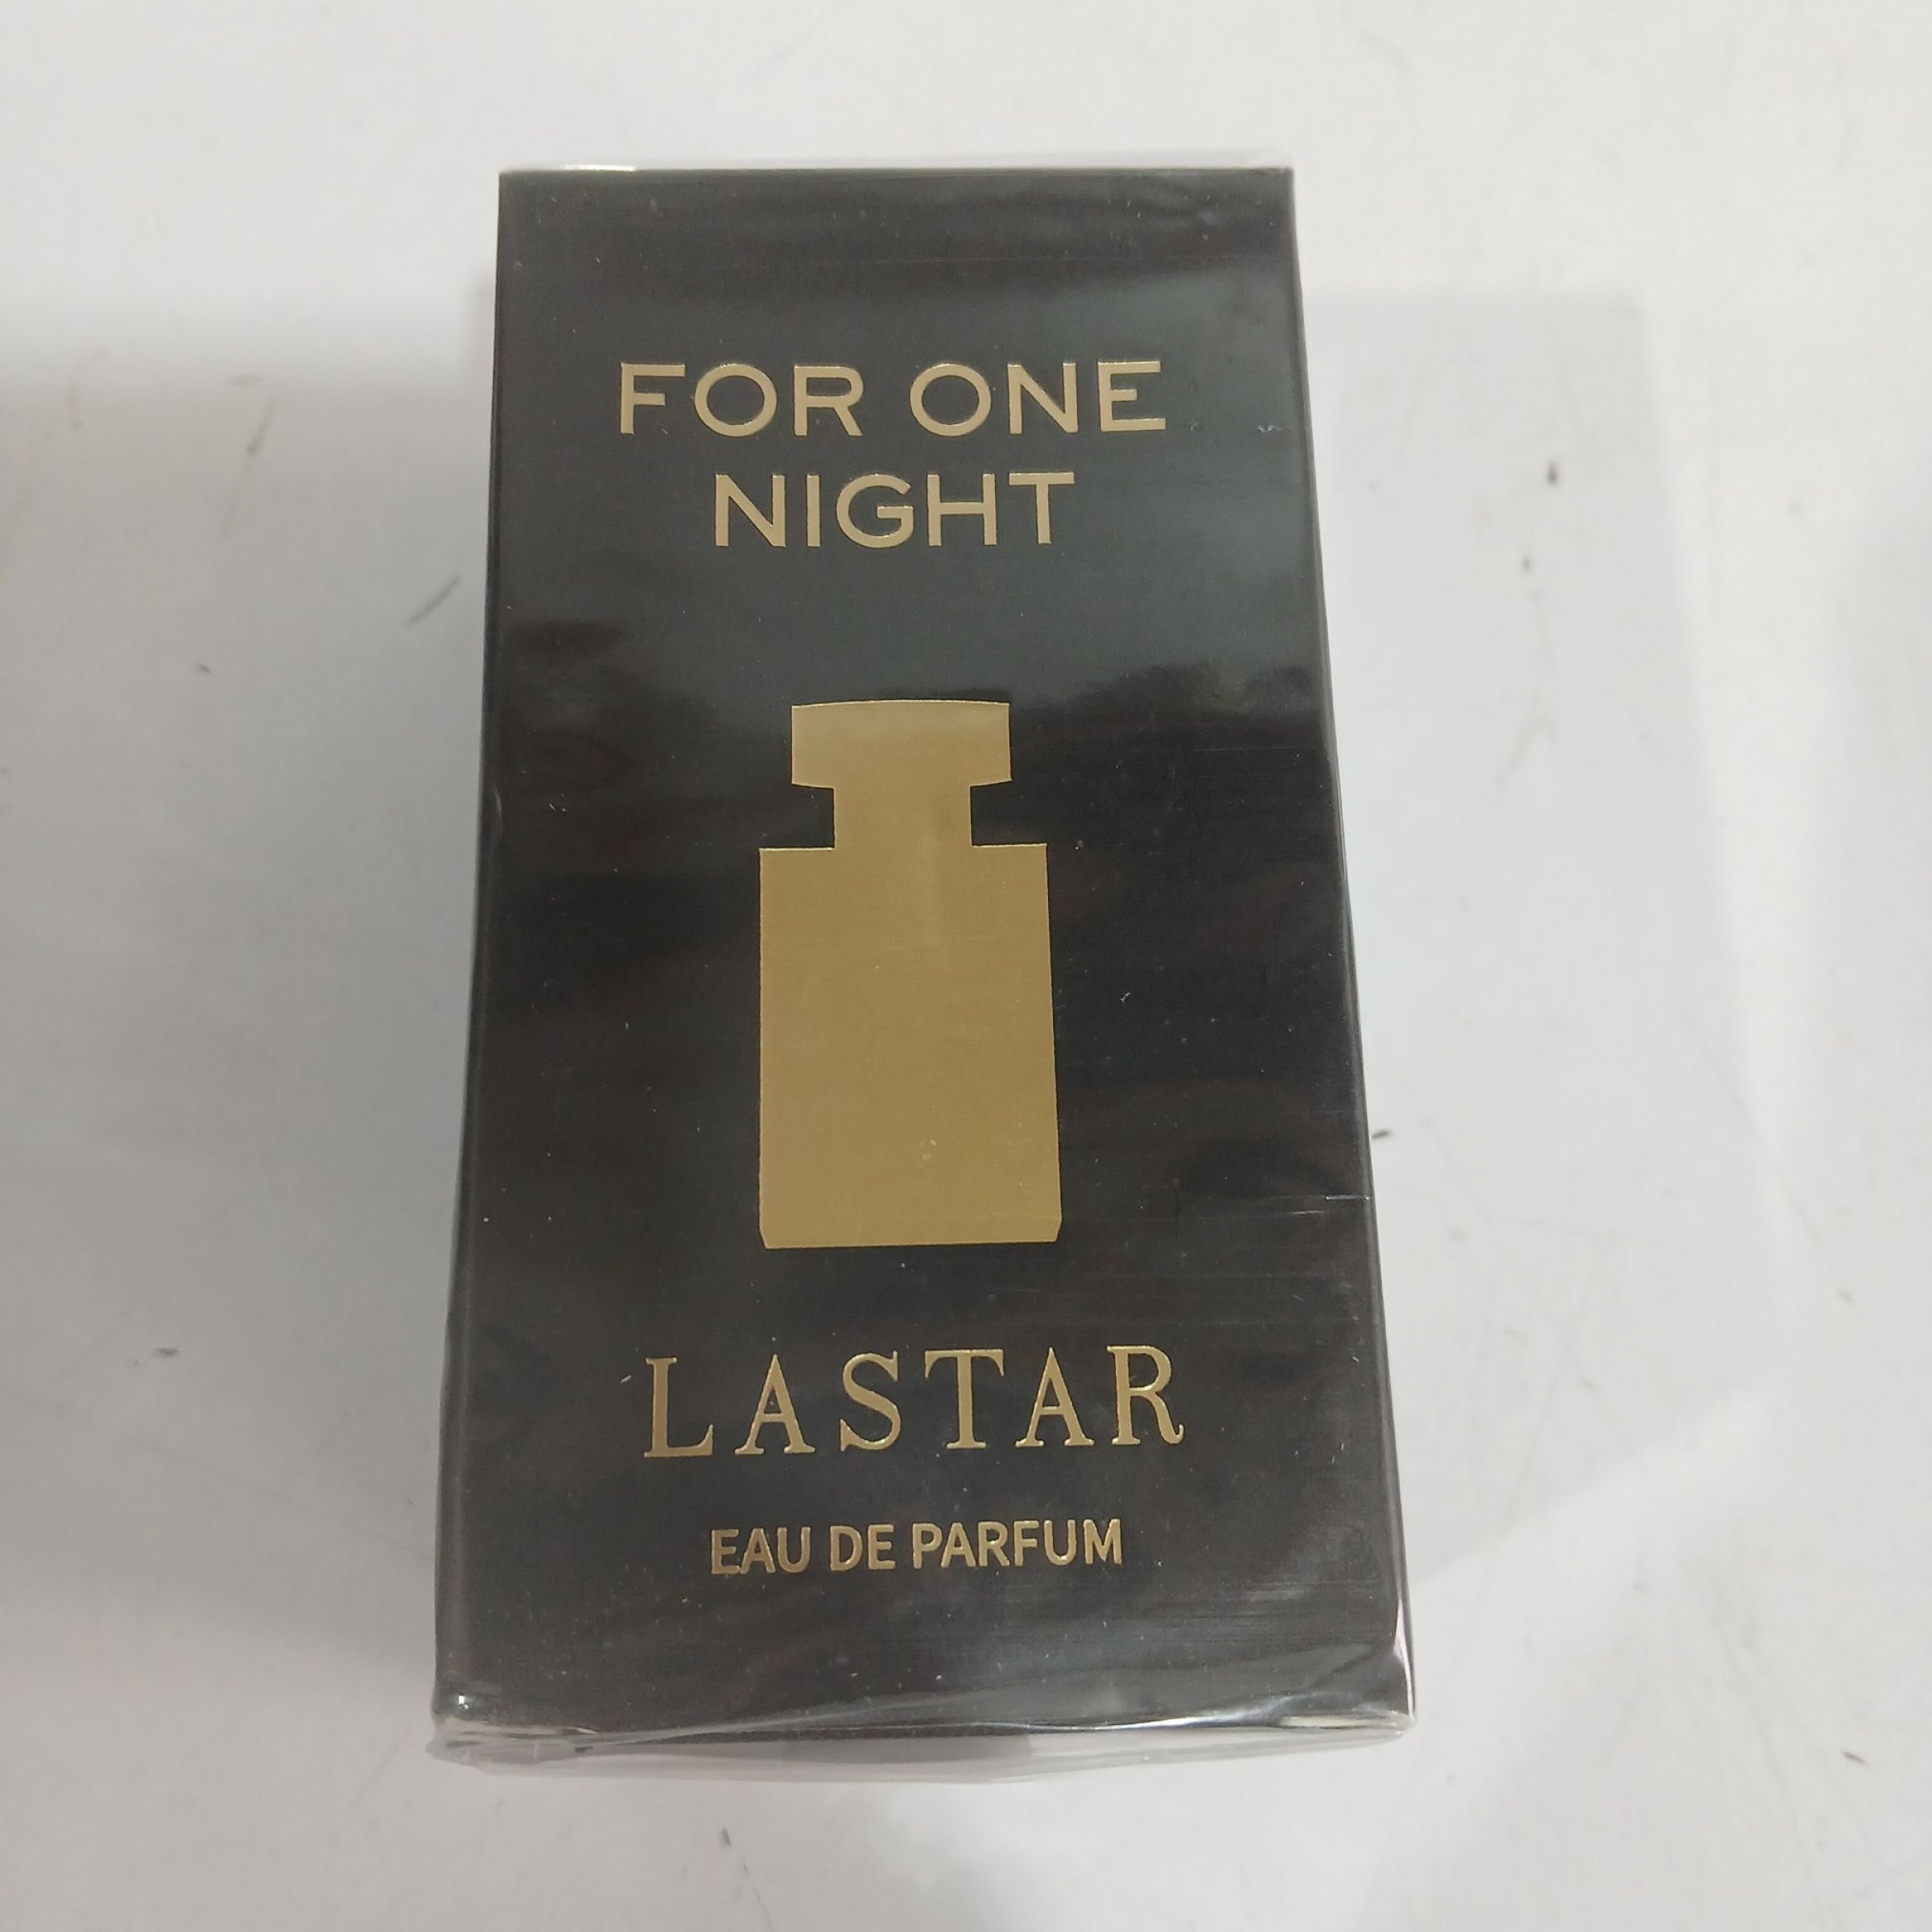 FOR ONE
NIGHT
LASTAR
EAU DE PARFUM